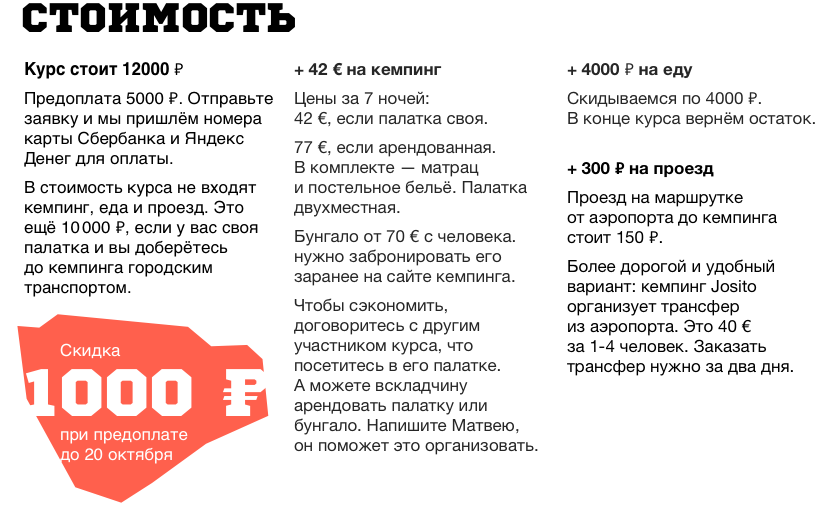 СТОИМОСТЬ
Курс стоит 12000 ₽
Предоплата 5000 ₽. Отправьте
заявку и мы пришлём номера
карты Сбербанка и Яндекс
Денег для оплаты.
В стоимость курса не входят
кемпинг, еда и проезд. Это
ещё 10 000 ₽, если у вас своя
палатка и вы доберётесь
до кемпинга городским
транспортом.
Скидка
1000 ₽
при предоплате
до 20 октября
+ 42 € на кемпинг
Цены за 7 ночей:
42 €, если палатка своя.
77 €, если арендованная.
В комплекте — матрац
и постельное бельё. Палатка
двухместная.
Бунгало от 70 € с человека.
нужно забронировать его
заранее на сайте кемпинга.
Чтобы сэкономить,
договоритесь с другим
участником курса, что
посетитесь в его палатке.
А можете вскладчину
арендовать палатку или
бунгало. Напишите Матвею,
он поможет это организовать.
+ 4000 ₽ на еду
Скидываемся по 4000 ₽.
В конце курса вернём остаток.
+ 300 ₽ на проезд
Проезд на маршрутке
от аэропорта до кемпинга
стоит 150 ₽.
Более дорогой и удобный
вариант: кемпинг Josito
организует трансфер
из аэропорта. Это 40 €
за 1-4 человек. Заказать
трансфер нужно за два дня.